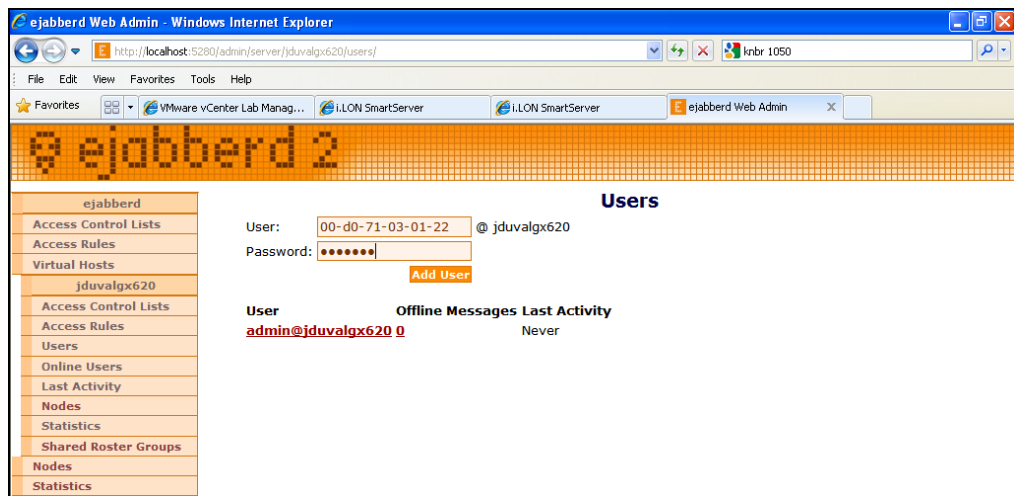 ejabberd Web Admin - Windows Internet Explorer
http://localhost:5280/admin/server/jduvalgx620/users/
knbr 1050
File Edit View Favorites Tools Help
Favorites
VMware vCenter Lab Manag...
i.LON SmartServer
i.LON SmartServer
ejabberd Web Admin
ejabberd 2
ejabberd
Access Control Lists
Access Rules
Virtual Hosts
jduvalgx620
Access Control Lists
Access Rules
Users
Online Users
Last Activity
Nodes
Statistics
Shared Roster Groups
Nodes
Statistics
Users
User: 00-d0-71-03-01-22 @ jduvalgx620
Password: •••••••
Add User
User Offline Messages Last Activity
admin@jduvalgx620 0 Never